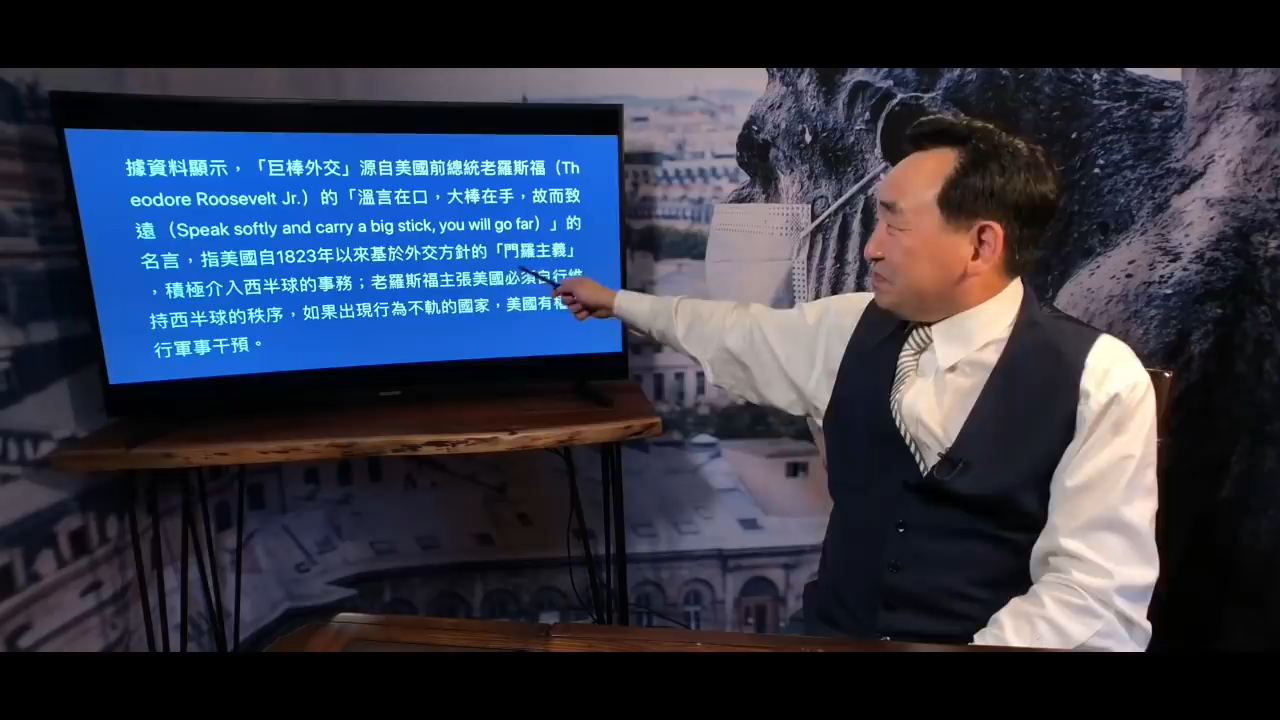 據資料顯示，「巨棒外交」源自美國前總統老羅斯福（Th
eodore Roosevelt Jr.）的「溫言在口，大棒在手，故而致
遠（Speak softly and carry a big stick, you will go far）」的
名言，指美國自1823年以來基於外交方針的「門羅主義」
，積極介入西半球的事務；老羅斯福主張美國必須自行維
持西半球的秩序，如果出現行為不軌的國家，美國有
行軍事干預。